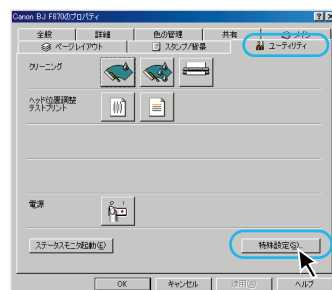 Canon BJ F870のプロパティ
全般 詳細 色の管理 共有 メイン
ページレイアウト スタンプ/背景 ユーティリティ
クリーニング
ヘッド位置調整
テストプリント
電源
ステータスモニタ起動(E) 特殊設定(S)...
OK キャンセル 適用(A) ヘルプ